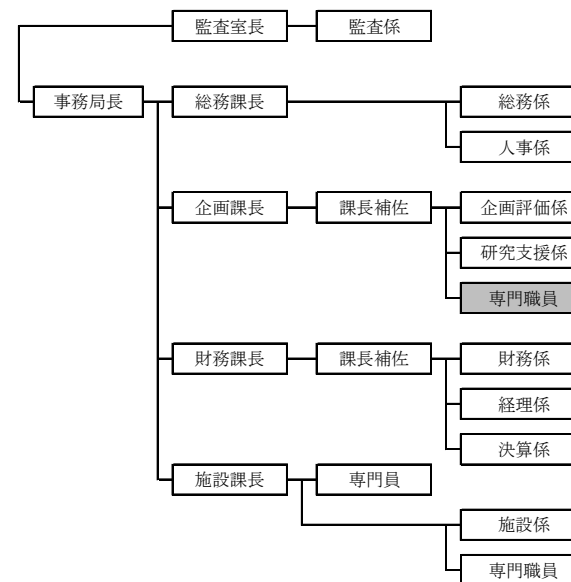 監査室長 監査係
事務局長 総務課長 総務係
人事係
企画課長 課長補佐 企画評価係
研究支援係
専門職員
財務課長 課長補佐 財務係
経理係
決算係
施設課長 専門員
施設係
専門職員